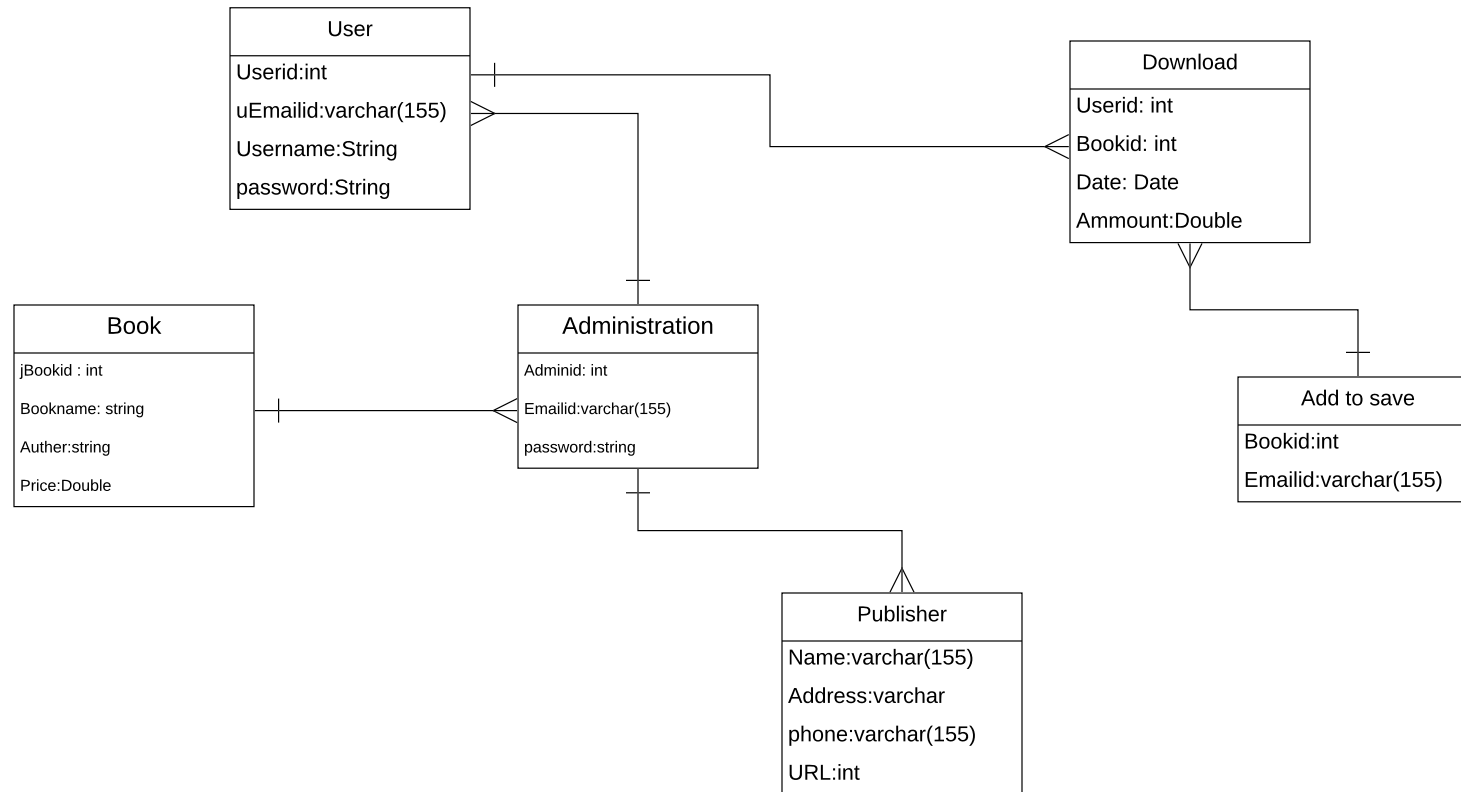 User
Userid:int
uEmailid:varchar(155)
Username:String
password:String
Download
Userid: int
Bookid: int
Date: Date
Ammount:Double
Book
jBookid : int
Bookname: string
Auther:string
Price:Double
Administration
Adminid: int
Emailid:varchar(155)
password:string
Add to save
Bookid:int
Emailid:varchar(155)
Publisher
Name:varchar(155)
Address:varchar
phone:varchar(155)
URL:int